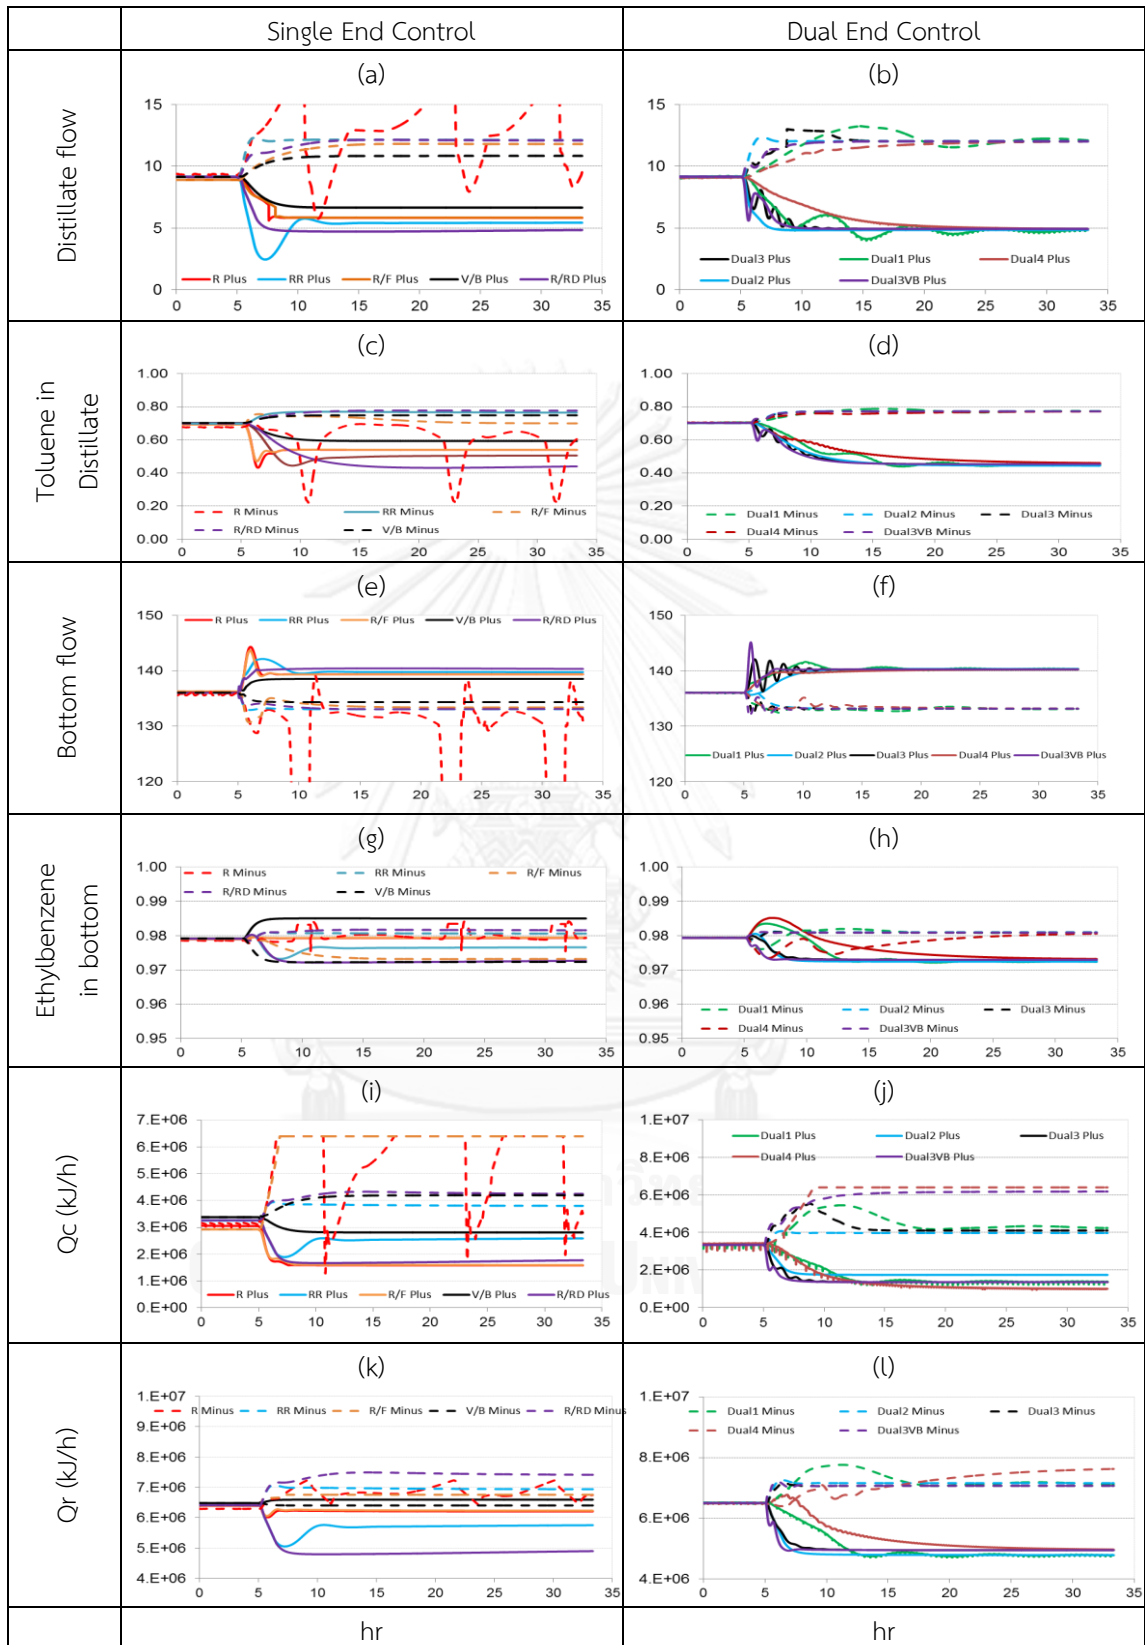 Single End Control
Dual End Control
Distillate flow
(a)
15
10
5
0
R Plus RR Plus R/F Plus V/B Plus R/RD Plus
0 5 10 15 20 25 30 35
(b)
15
10
5
0
Dual3 Plus Dual1 Plus Dual4 Plus
Dual2 Plus Dual3VB Plus
0 5 10 15 20 25 30 35
Toluene in
Distillate
(c)
1.00
0.80
0.60
0.40
0.20
0.00
R Minus RR Minus R/F Minus
R/RD Minus V/B Minus
0 5 10 15 20 25 30 35
(d)
1.00
0.80
0.60
0.40
0.20
0.00
Dual1 Minus Dual2 Minus Dual3 Minus
Dual4 Minus Dual3VB Minus
0 5 10 15 20 25 30 35
Bottom flow
(e)
150
140
130
120
R Plus RR Plus R/F Plus V/B Plus R/RD Plus
0 5 10 15 20 25 30 35
(f)
150
140
130
120
Dual1 Plus Dual2 Plus Dual3 Plus Dual4 Plus Dual3VB Plus
0 5 10 15 20 25 30 35
Ethylbenzene
in bottom
(g)
1.00
0.99
0.98
0.97
0.96
0.95
R Minus RR Minus R/F Minus
R/RD Minus V/B Minus
0 5 10 15 20 25 30 35
(h)
1.00
0.99
0.98
0.97
0.96
0.95
Dual1 Minus Dual2 Minus Dual3 Minus
Dual4 Minus Dual3VB Minus
0 5 10 15 20 25 30 35
Qc (kJ/h)
(i)
7.E+06
6.E+06
5.E+06
4.E+06
3.E+06
2.E+06
1.E+06
0.E+00
R Plus RR Plus R/F Plus V/B Plus R/RD Plus
0 5 10 15 20 25 30 35
(j)
1.E+07
8.E+06
6.E+06
4.E+06
2.E+06
0.E+00
Dual1 Plus Dual2 Plus Dual3 Plus
Dual4 Plus Dual3VB Plus
0 5 10 15 20 25 30 35
Qr (kJ/h)
(k)
1.E+07
9.E+06
8.E+06
7.E+06
6.E+06
5.E+06
4.E+06
R Minus RR Minus R/F Minus V/B Minus R/RD Minus
0 5 10 15 20 25 30 35
(l)
1.E+07
8.E+06
6.E+06
4.E+06
Dual1 Minus Dual2 Minus Dual3 Minus
Dual4 Minus Dual3VB Minus
0 5 10 15 20 25 30 35
hr
hr